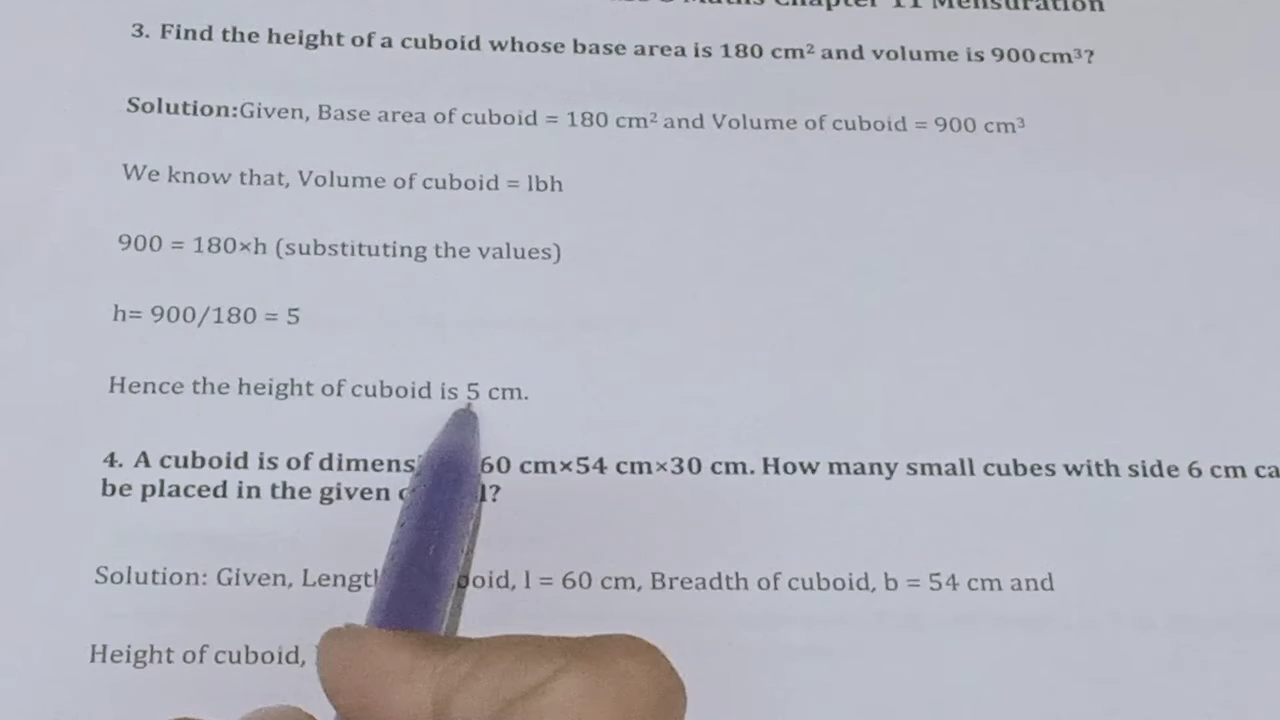 Maths Chapter 11 Mensuration
3. Find the height of a cuboid whose base area is 180 cm² and volume is 900 cm³?
Solution:Given, Base area of cuboid = 180 cm² and Volume of cuboid = 900 cm³
We know that, Volume of cuboid = lbh
900 = 180×h (substituting the values)
h= 900/180 = 5
Hence the height of cuboid is 5 cm.
4. A cuboid is of 60 cm×54 cm×30 cm. How many small cubes with side 6 cm
be placed in the given
Solution: Given, l = 60 cm, Breadth of cuboid, b = 54 cm and
Height of cuboid,